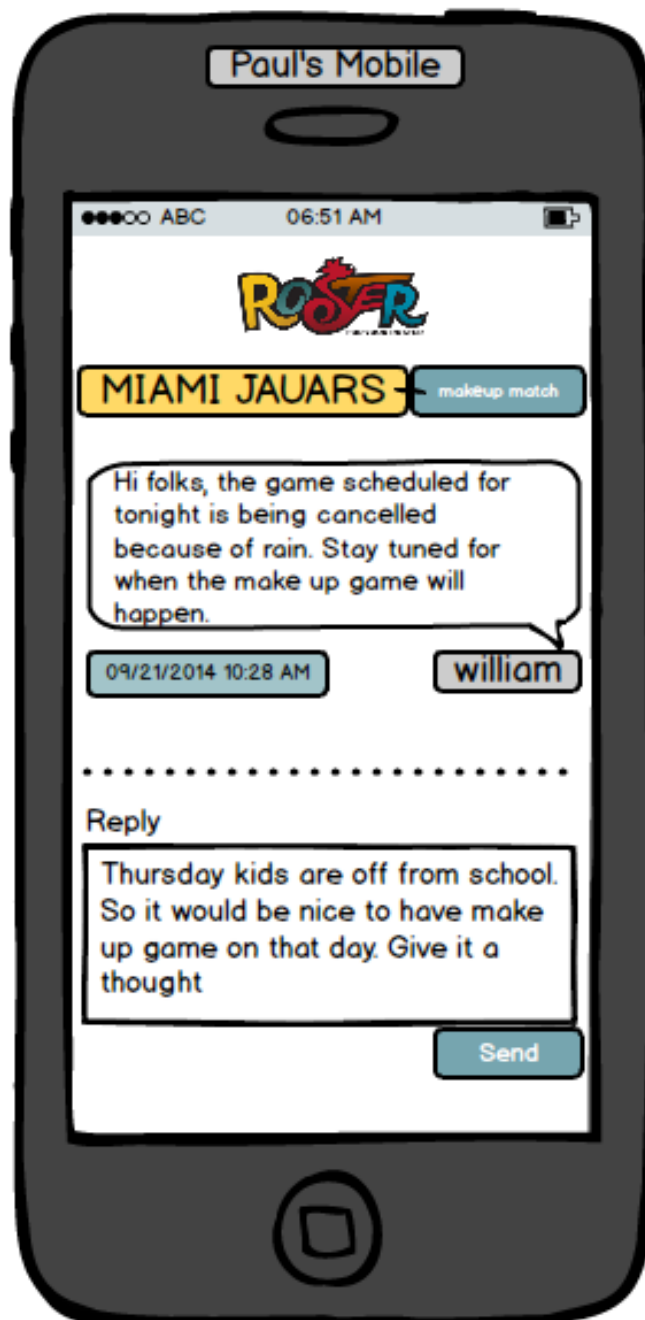 Paul's Mobile
ABC 06:51 AM
ROOSTER
MIAMI JAUARS
makeup match
Hi folks, the game scheduled for
tonight is being cancelled
because of rain. Stay tuned for
when the make up game will
happen.
09/21/2014 10:28 AM
william
Reply
Thursday kids are off from school.
So it would be nice to have make
up game on that day. Give it a
thought
Send